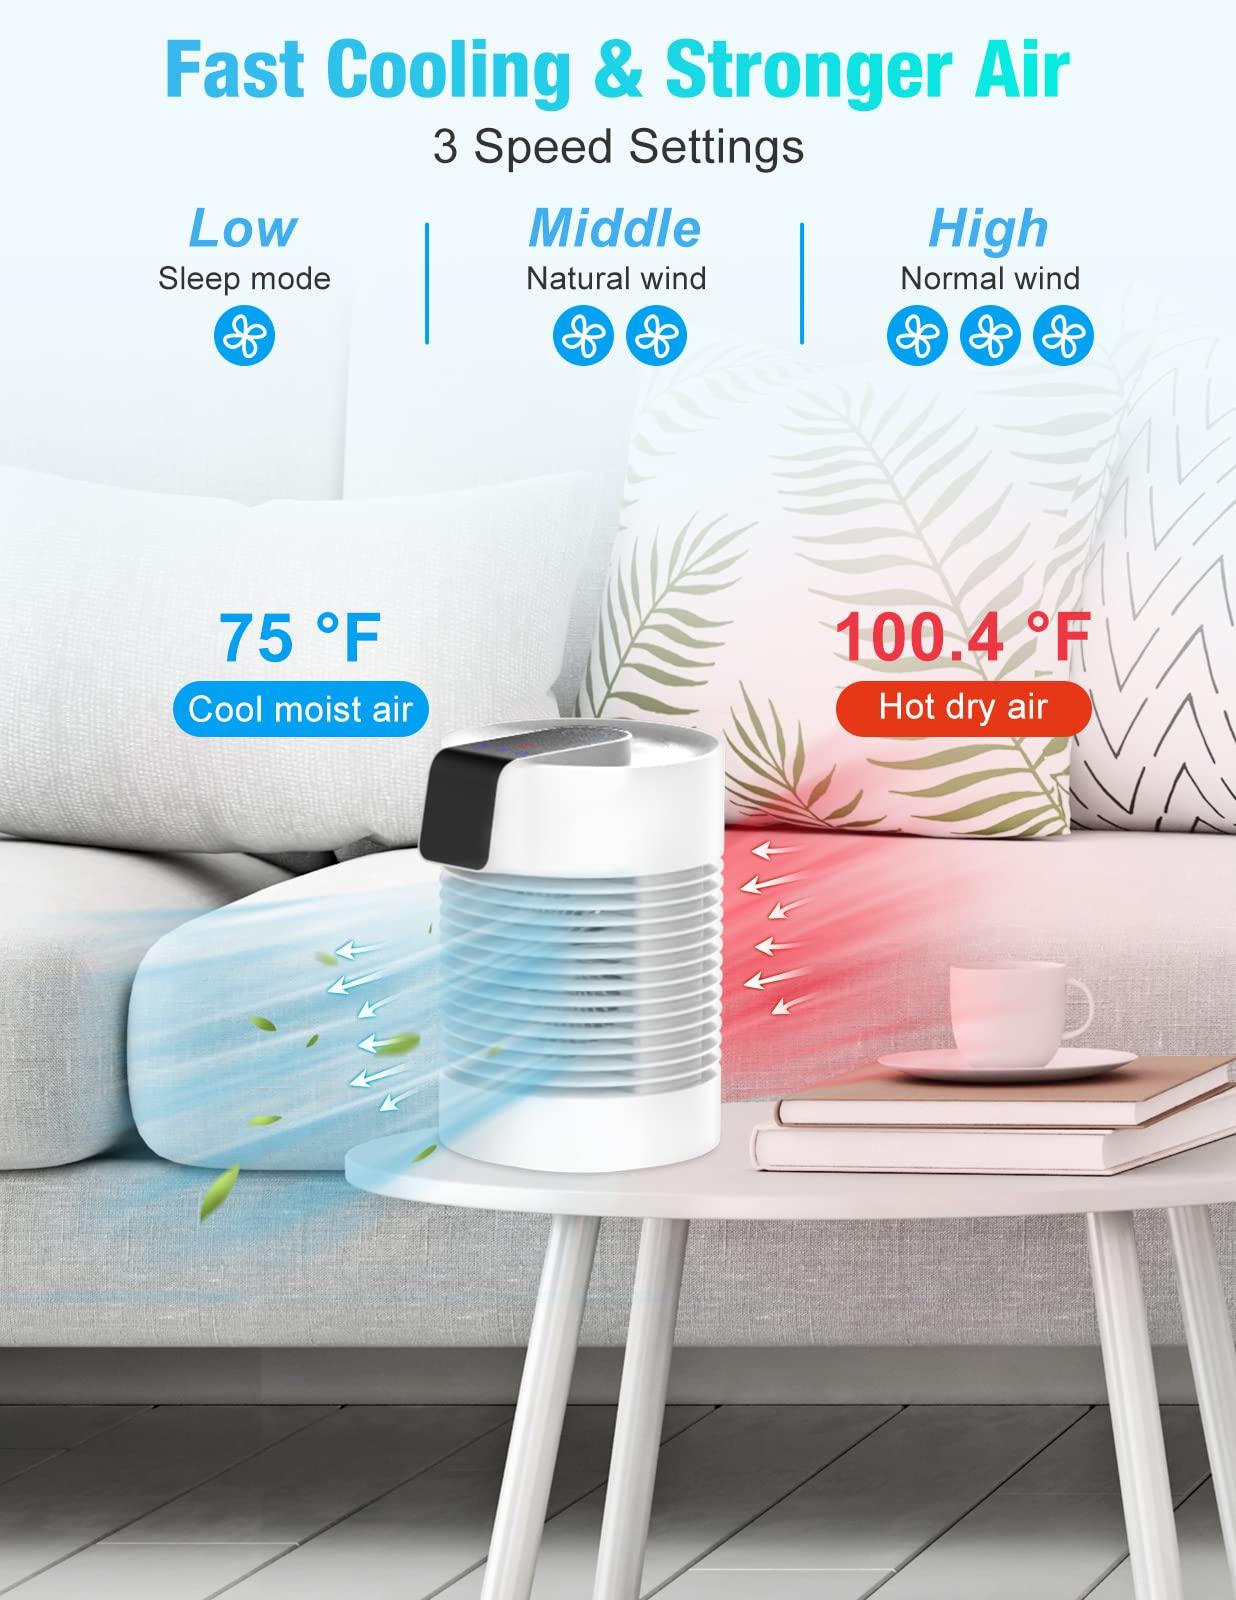 Fast Cooling & Stronger Air
3 Speed Settings
Low
Middle
High
Sleep mode
Natural wind
Normal wind
75 °F
100.4 °F
Cool moist air
Hot dry air